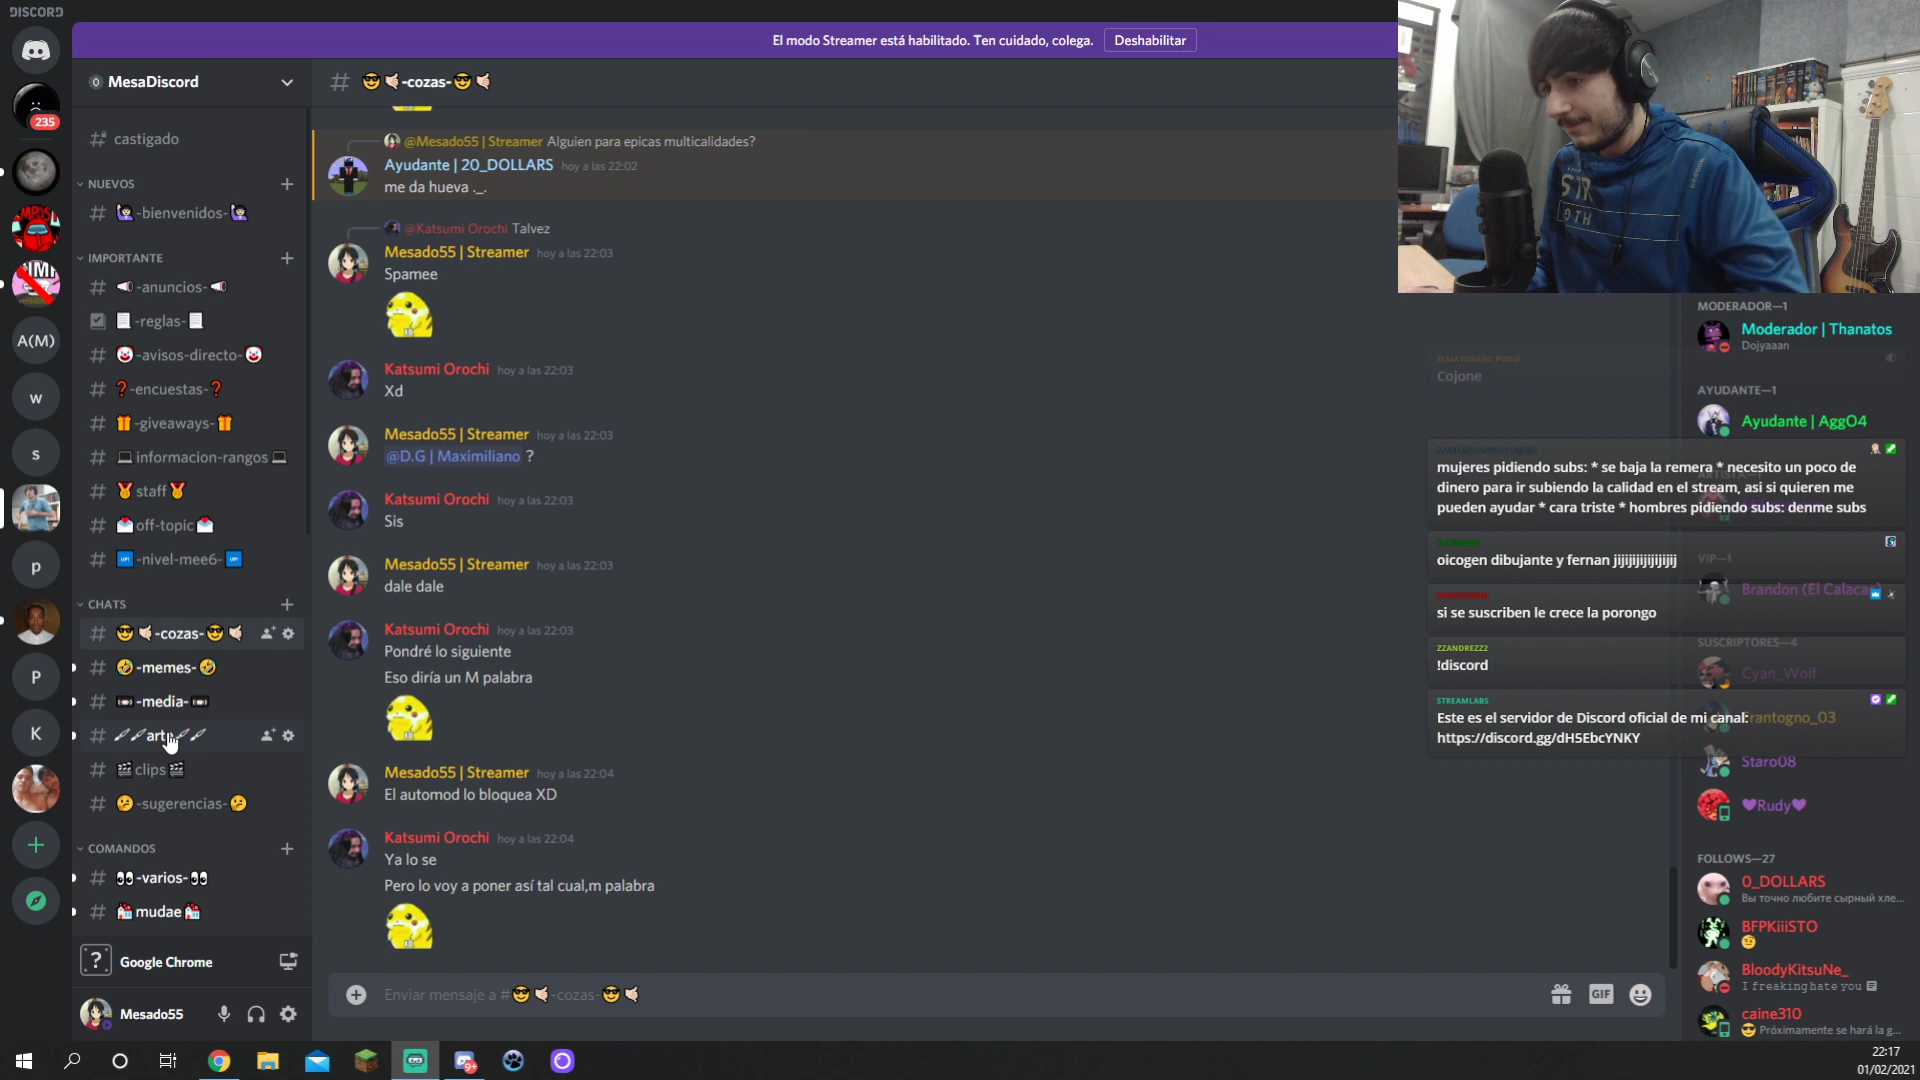 DISCORD
El modo Streamer está habilitado. Ten cuidado, colega.
Deshabilitar
235
A(M)
w
s
p
P
K
MesaDiscord
castigado
NUEVOS
-bienvenidos-
IMPORTANTE
-anuncios-
-reglas-
-avisos-directo-
-encuestas-
-giveaways-
informacion-rangos
staff
off-topic
-nivel-mee6-
CHATS
-cozas-
-memes-
-media-
art
clips
-sugerencias-
COMANDOS
-varios-
mudae
Google Chrome
Mesado55
-cozas-
@Mesado55 | Streamer Alguien para epicas multicalidades?
Ayudante | 20_DOLLARS hoy a las 22:02
me da hueva ._.
@Katsumi Orochi Talvez
Mesado55 | Streamer hoy a las 22:03
Spamee
Katsumi Orochi hoy a las 22:03
Xd
Mesado55 | Streamer hoy a las 22:03
@D.G | Maximiliano ?
Katsumi Orochi hoy a las 22:03
Sis
Mesado55 | Streamer hoy a las 22:03
dale dale
Katsumi Orochi hoy a las 22:03
Pondré lo siguiente
Eso diría un M palabra
Mesado55 | Streamer hoy a las 22:04
El automod lo bloquea XD
Katsumi Orochi hoy a las 22:04
Ya lo se
Pero lo voy a poner así tal cual,m palabra
Enviar mensaje a # -cozas-
GIF
MODERADOR—1
Moderador | Thanatos
Dojyaaan
Cojone
AYUDANTE—1
Ayudante | AggO4
mujeres pidiendo subs: * se baja la remera * necesito un poco de
dinero para ir subiendo la calidad en el stream, asi si quieren me
pueden ayudar * cara triste * hombres pidiendo subs: denme subs
oicogen dibujante y fernan jijijijijijijijij
VIP—1
Brandon (El Calacas)
si se suscriben le crece la porongo
SUSCRIPTORES—4
ZZANDREZZ2
!discord
Cyan_Wolf
STREAMLABS
Este es el servidor de Discord oficial de mi canal:
https://discord.gg/dH5EbcYNKY
rantogno_03
Staro08
Rudy
FOLLOWS—27
0_DOLLARS
Вы точно любите сырный хле...
BFPKiiiSTO
BloodyKitsuNe_
I freaking hate you
caine310
Próximamente se hará la g...
9+
22:17
01/02/2021